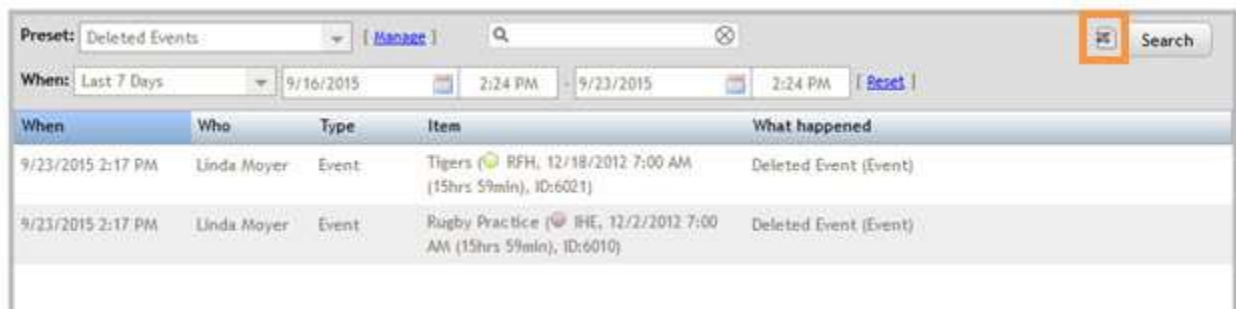 Preset: Deleted Events [ Manage ] Search
When: Last 7 Days 9/16/2015 2:24 PM - 9/23/2015 2:24 PM [ Reset ]
When Who Type Item What happened
9/23/2015 2:17 PM Linda Moyer Event Tigers ( RFH, 12/18/2012 7:00 AM Deleted Event (Event)
(15hrs 59min), ID:6021)
9/23/2015 2:17 PM Linda Moyer Event Rugby Practice ( IHE, 12/2/2012 7:00 Deleted Event (Event)
AM (15hrs 59min), ID:6010)